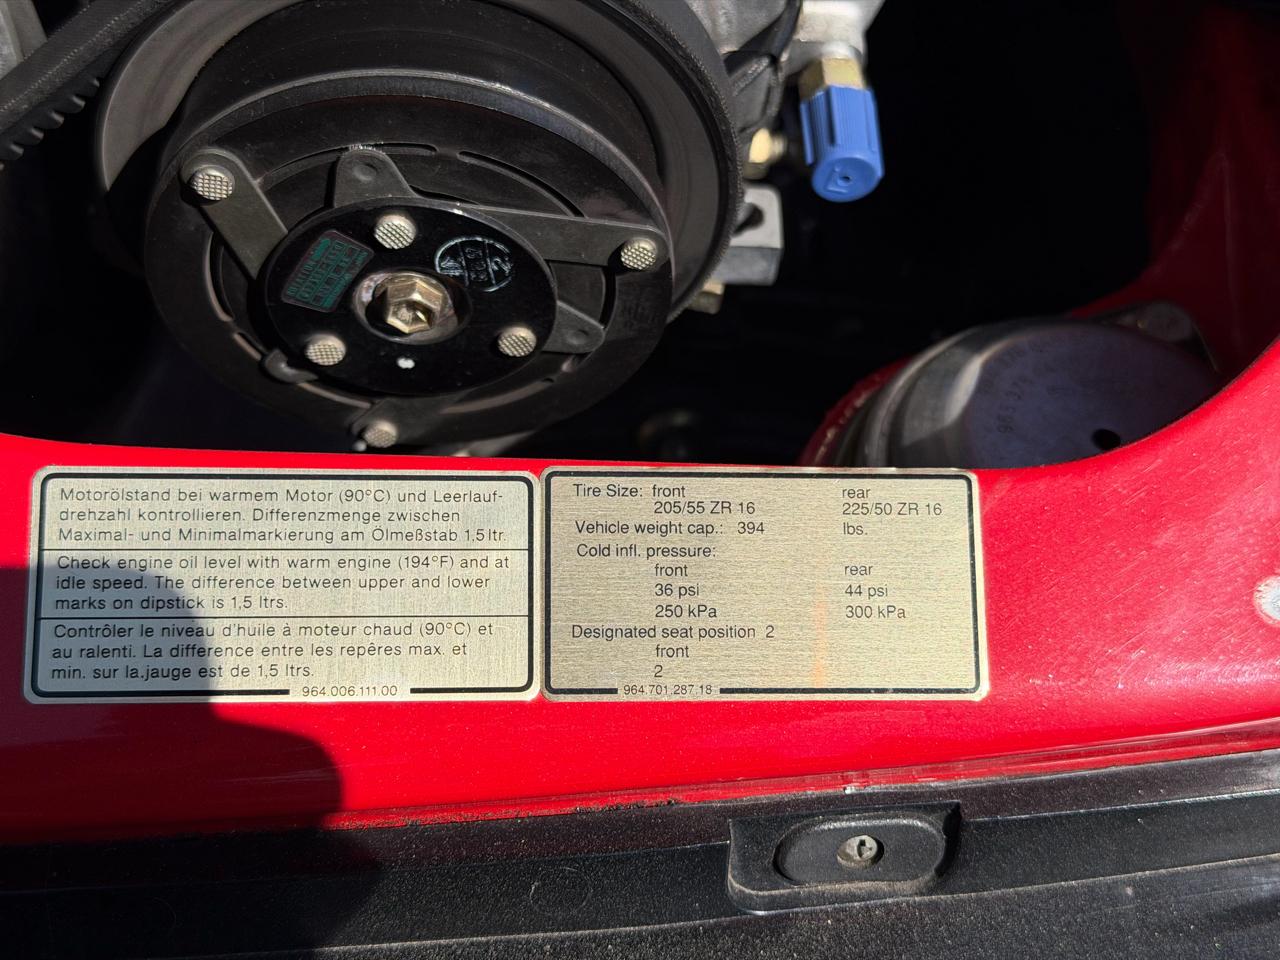 Motorölstand bei warmem Motor (90°C) und Leerlauf-
drehzahl kontrollieren. Differenzmenge zwischen
Maximal- und Minimalmarkierung am Ölmeßstab 1,5 ltr.
Check engine oil level with warm engine (194°F) and at
idle speed. The difference between upper and lower
marks on dipstick is 1,5 ltrs.
Contrôler le niveau d'huile à moteur chaud (90°C) et
au ralenti. La différence entre les repêres max. et
min. sur la jauge est de 1,5 ltrs.
964.006.111.00
Tire Size: front rear
205/55 ZR 16 225/50 ZR 16
Vehicle weight cap.: 394 lbs.
Cold infl. pressure:
front rear
36 psi 44 psi
250 kPa 300 kPa
Designated seat position 2
front
2
964.701.287.18